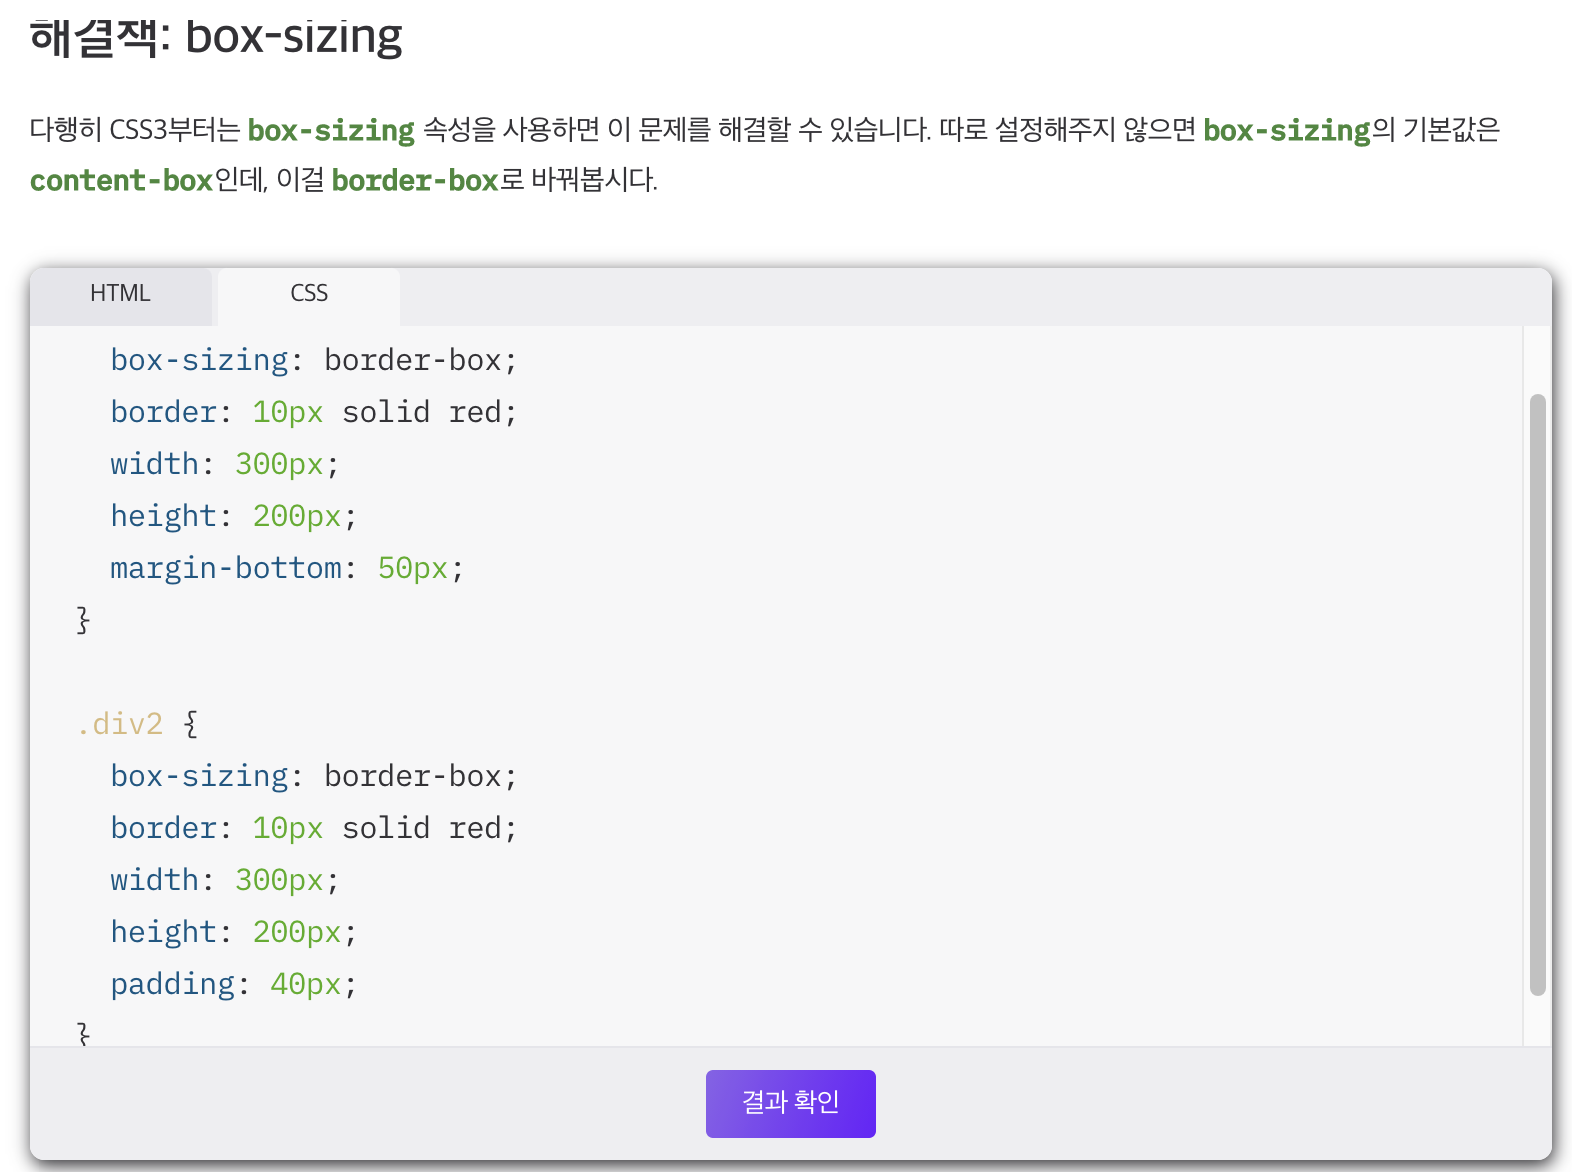 해결책: box-sizing
다행히 CSS3부터는 box-sizing 속성을 사용하면 이 문제를 해결할 수 있습니다. 따로 설정해주지 않으면 box-sizing의 기본값은
content-box인데, 이걸 border-box로 바꿔봅시다.
HTML CSS
box-sizing: border-box;
border: 10px solid red;
width: 300px;
height: 200px;
margin-bottom: 50px;
}
.div2 {
box-sizing: border-box;
border: 10px solid red;
width: 300px;
height: 200px;
padding: 40px;
}
결과 확인